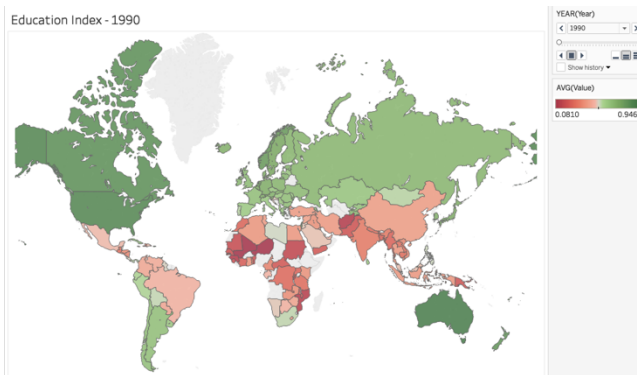 Education Index - 1990
YEAR(Year)
1990
Show history
AVG(Value)
0.0810
0.946